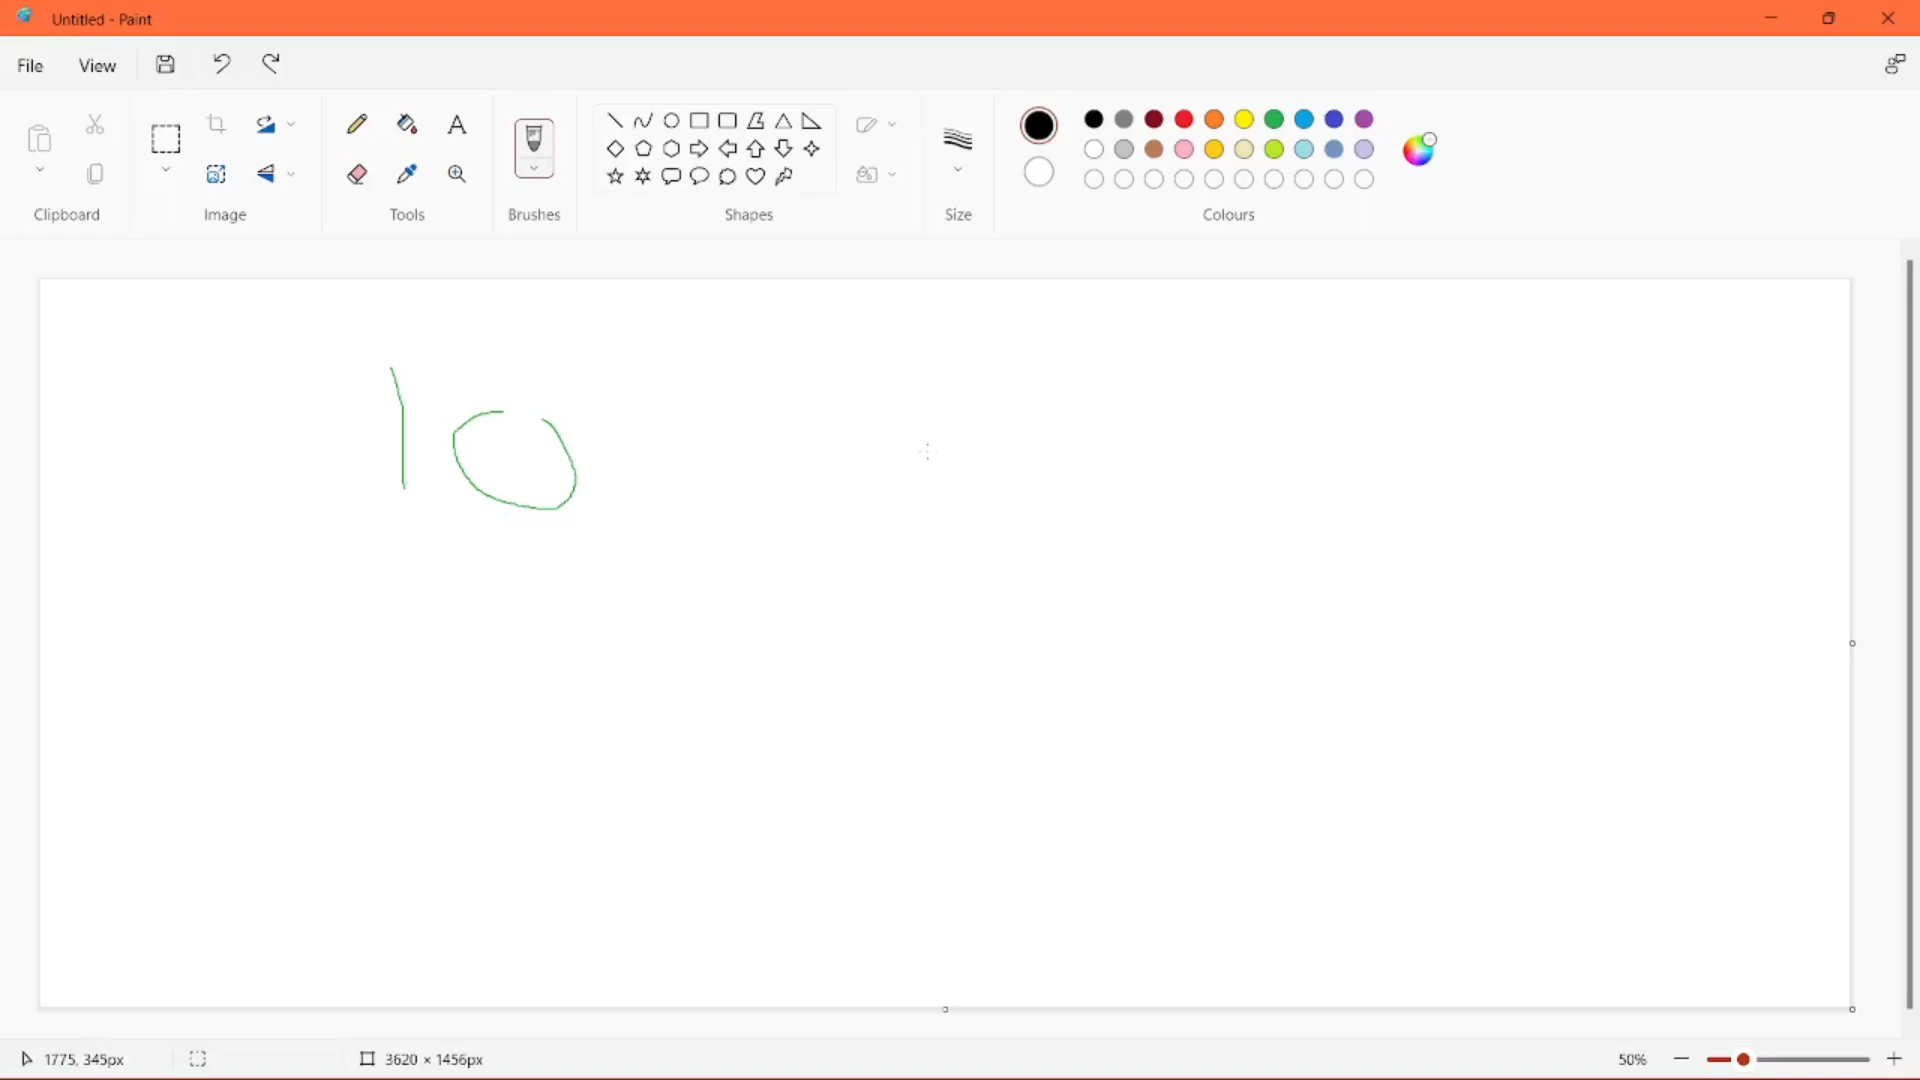 Untitled - Paint
File View
Clipboard Image Tools Brushes Shapes Size Colours
10
1775, 345px 3620 × 1456px 50%